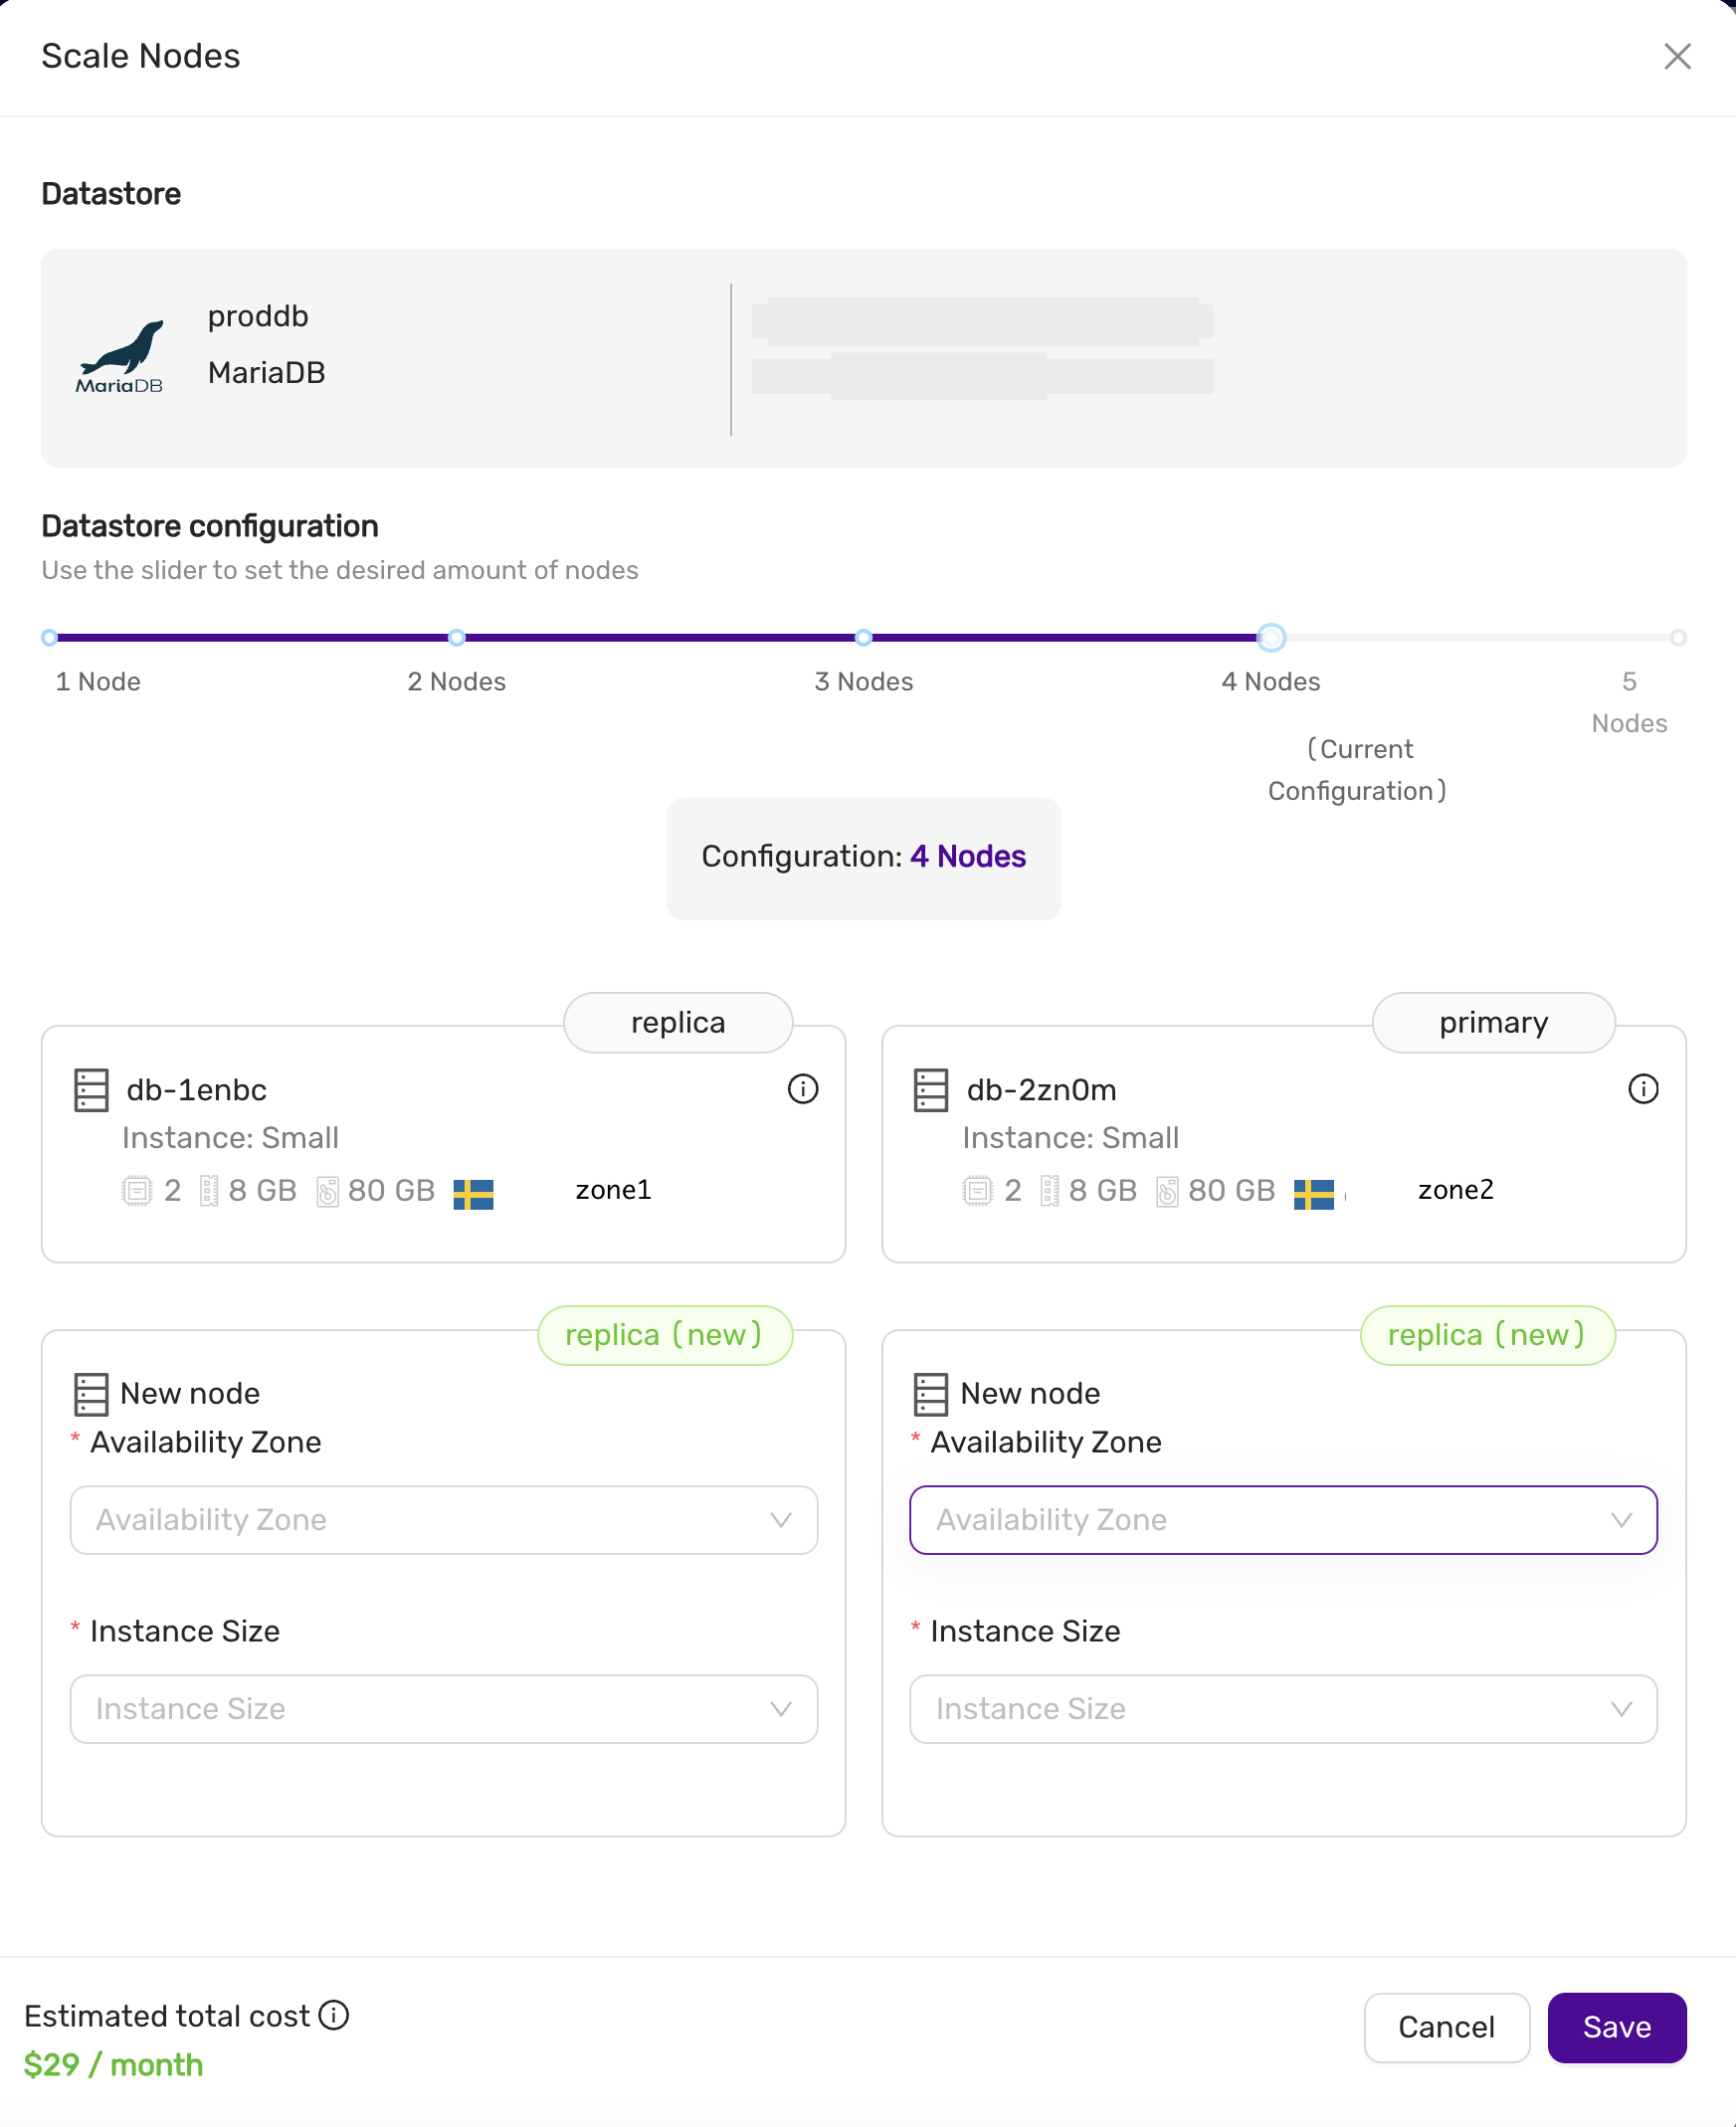 Scale Nodes
Datastore
proddb
MariaDB
MariaDB
Datastore configuration
Use the slider to set the desired amount of nodes
1 Node
2 Nodes
3 Nodes
4 Nodes
5
Nodes
(Current
Configuration)
Configuration: 4 Nodes
replica
db-1enbc
Instance: Small
2 8 GB 80 GB zone1
primary
db-2zn0m
Instance: Small
2 8 GB 80 GB zone2
replica (new)
New node
* Availability Zone
Availability Zone
* Instance Size
Instance Size
replica (new)
New node
* Availability Zone
Availability Zone
* Instance Size
Instance Size
Estimated total cost
$29 / month
Cancel
Save